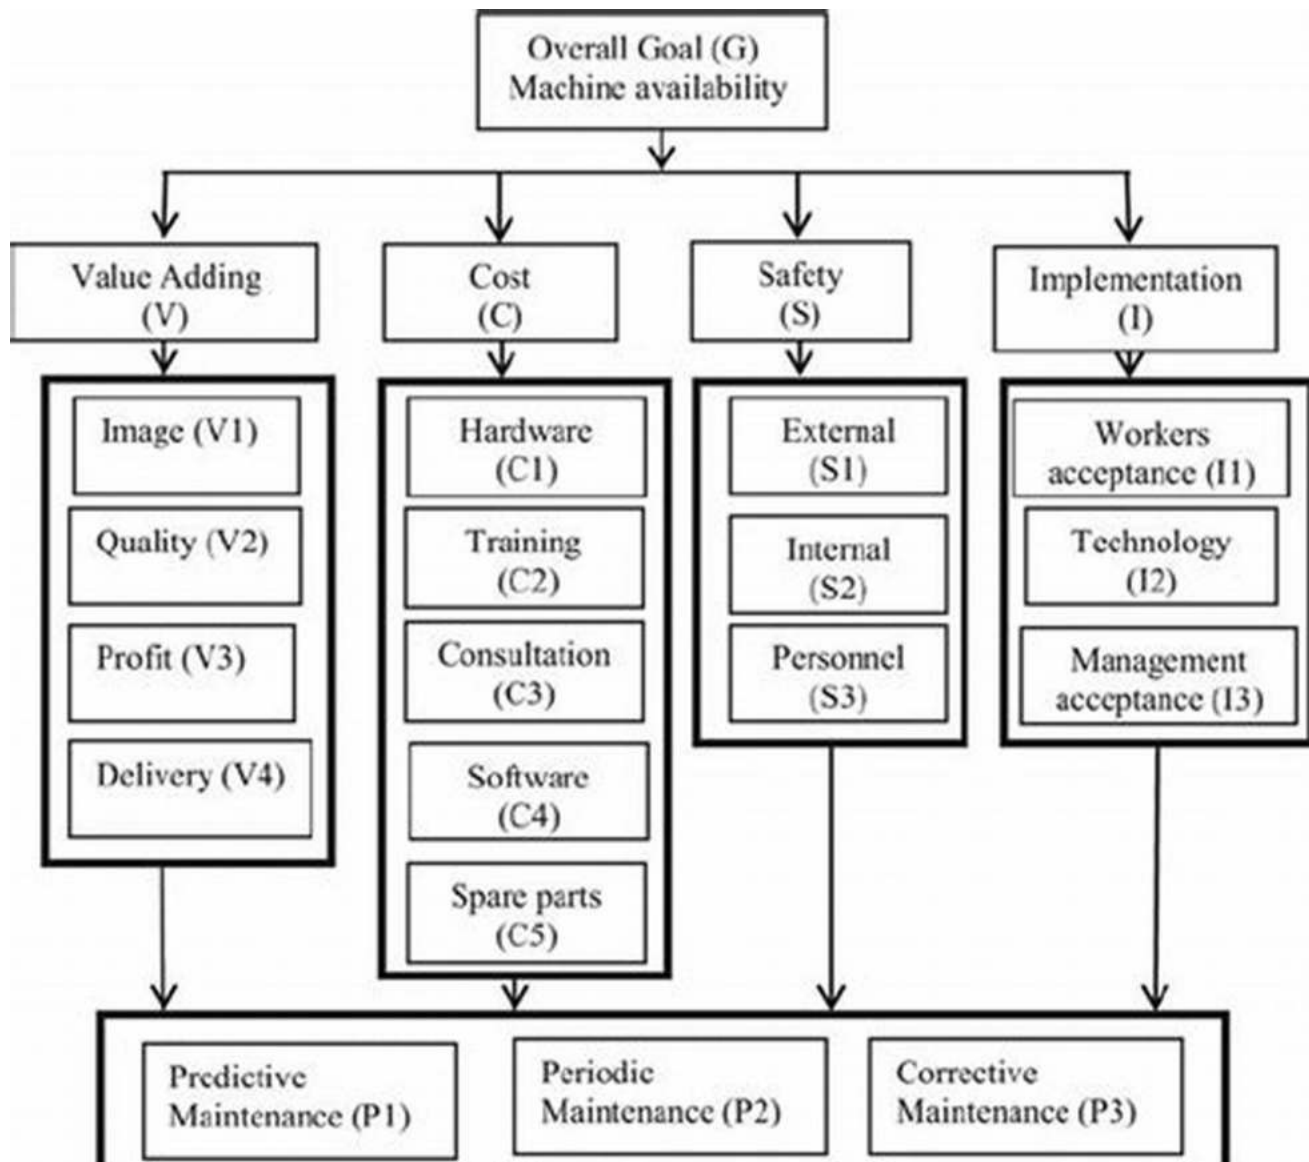 Overall Goal (G)
Machine availability
Value Adding
(V)
Cost
(C)
Safety
(S)
Implementation
(I)
Image (V1)
Quality (V2)
Profit (V3)
Delivery (V4)
Hardware
(C1)
Training
(C2)
Consultation
(C3)
Software
(C4)
Spare parts
(C5)
External
(S1)
Internal
(S2)
Personnel
(S3)
Workers
acceptance (I1)
Technology
(I2)
Management
acceptance (I3)
Predictive
Maintenance (P1)
Periodic
Maintenance (P2)
Corrective
Maintenance (P3)